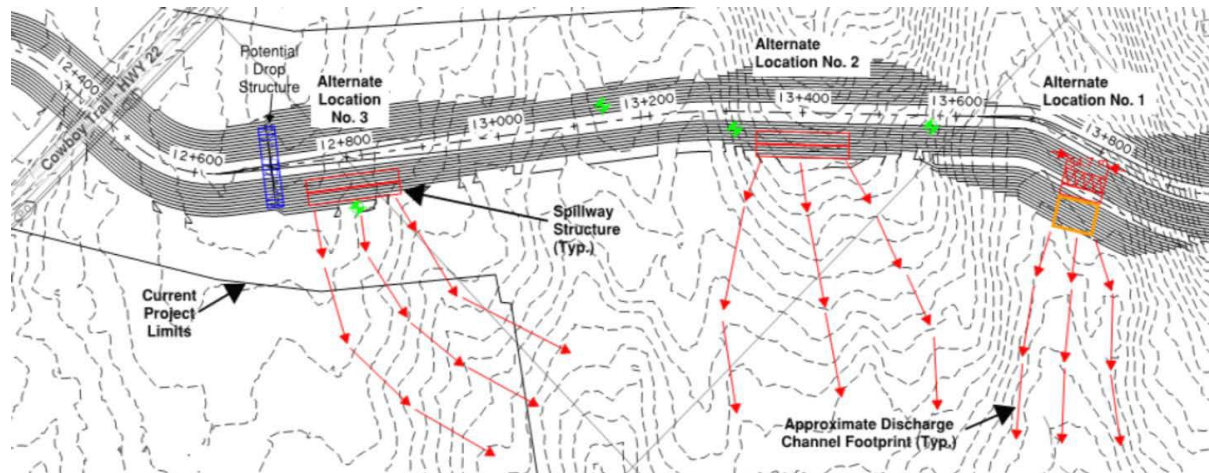 12+400
Cowboy Trail - HWY 22
Potential
Drop
Structure
Alternate
Location
No. 3
12+600
12+800
13+000
13+200
Alternate
Location No. 2
13+400
13+600
Alternate
Location No. 1
13+800
Spillway
Structure
(Typ.)
Current
Project
Limits
Approximate Discharge
Channel Footprint (Typ.)